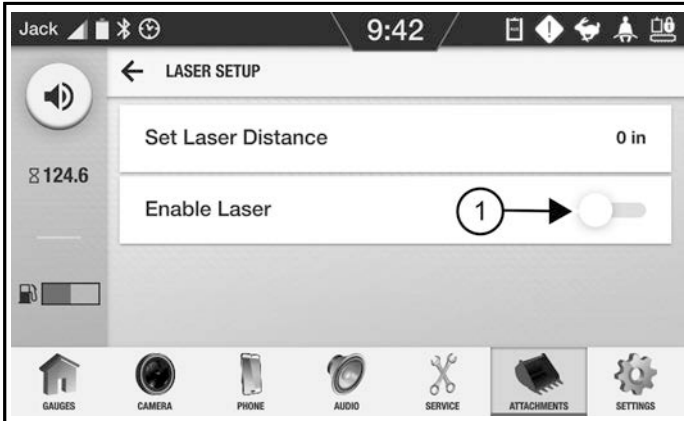 Jack 9:42
LASER SETUP
Set Laser Distance 0 in
124.6
Enable Laser 1
GAUGES CAMERA PHONE AUDIO SERVICE ATTACHMENTS SETTINGS